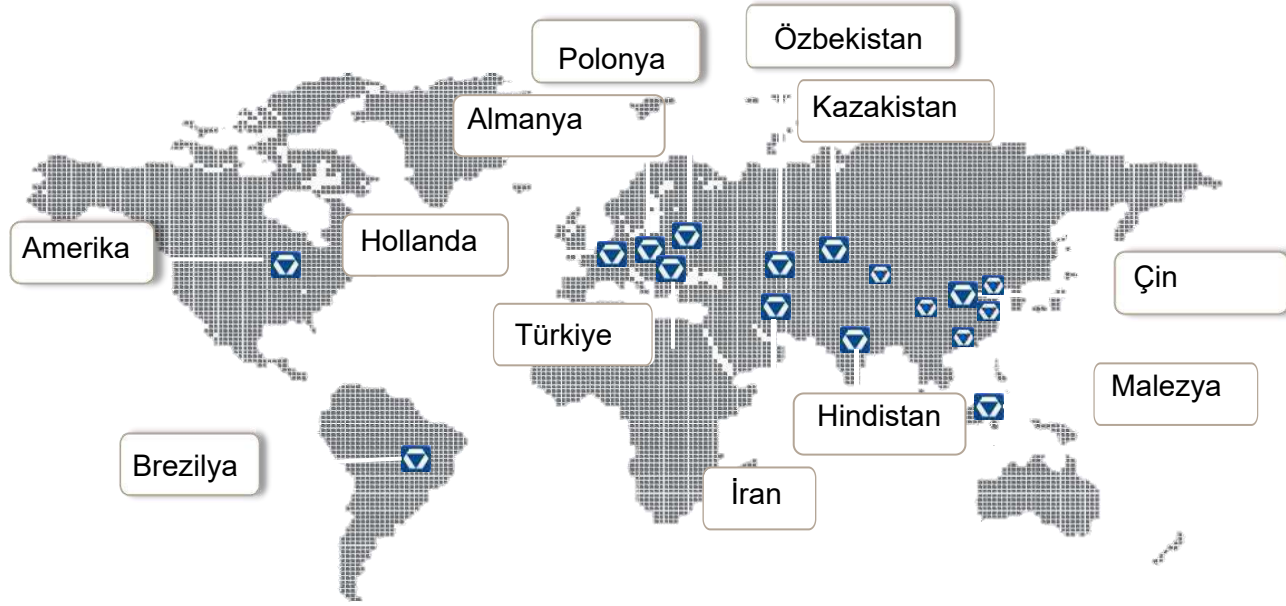 Özbekistan
Polonya
Kazakistan
Almanya
Amerika
Hollanda
Çin
Türkiye
Malezya
Hindistan
Brezilya
İran